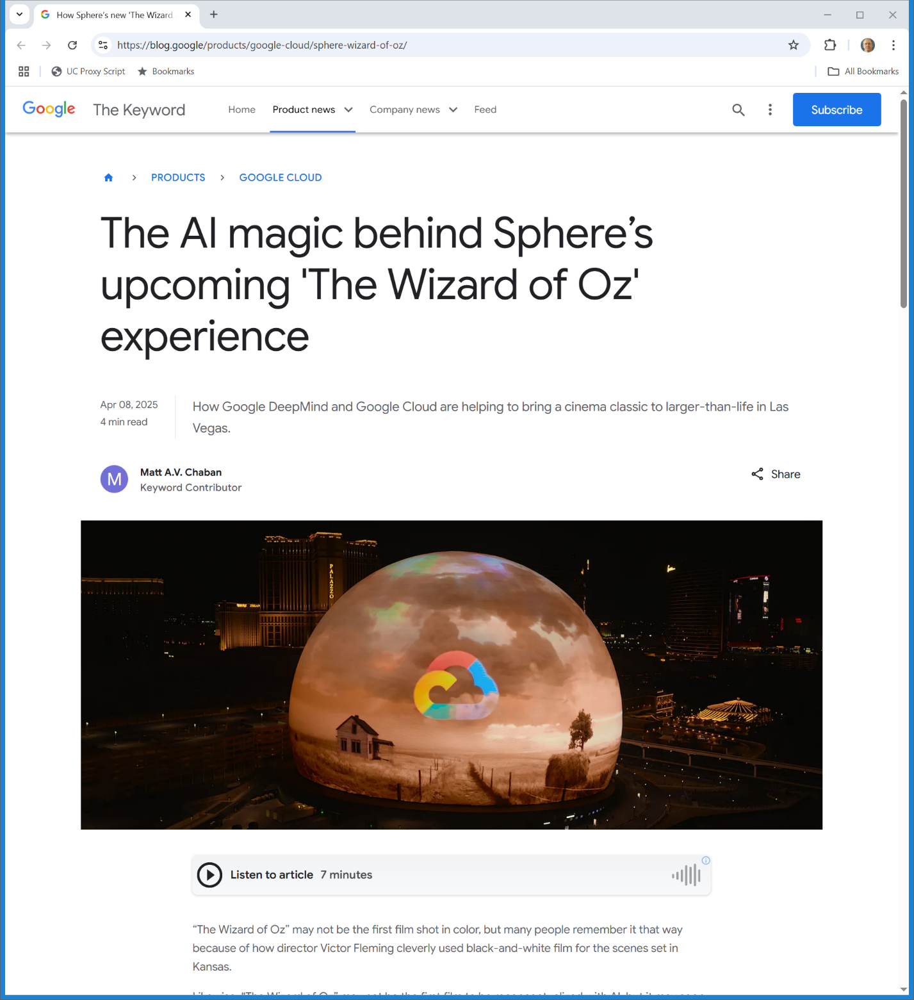 How Sphere's new 'The Wizard
https://blog.google/products/google-cloud/sphere-wizard-of-oz/
UC Proxy Script
Bookmarks
All Bookmarks
Google The Keyword
Home
Product news
Company news
Feed
Subscribe
PRODUCTS
GOOGLE CLOUD
The AI magic behind Sphere’s
upcoming 'The Wizard of Oz'
experience
Apr 08, 2025
4 min read
How Google DeepMind and Google Cloud are helping to bring a cinema classic to larger-than-life in Las
Vegas.
M
Matt A.V. Chaban
Keyword Contributor
Share
PALAZZO
Listen to article 7 minutes
“The Wizard of Oz” may not be the first film shot in color, but many people remember it that way
because of how director Victor Fleming cleverly used black-and-white film for the scenes set in
Kansas.